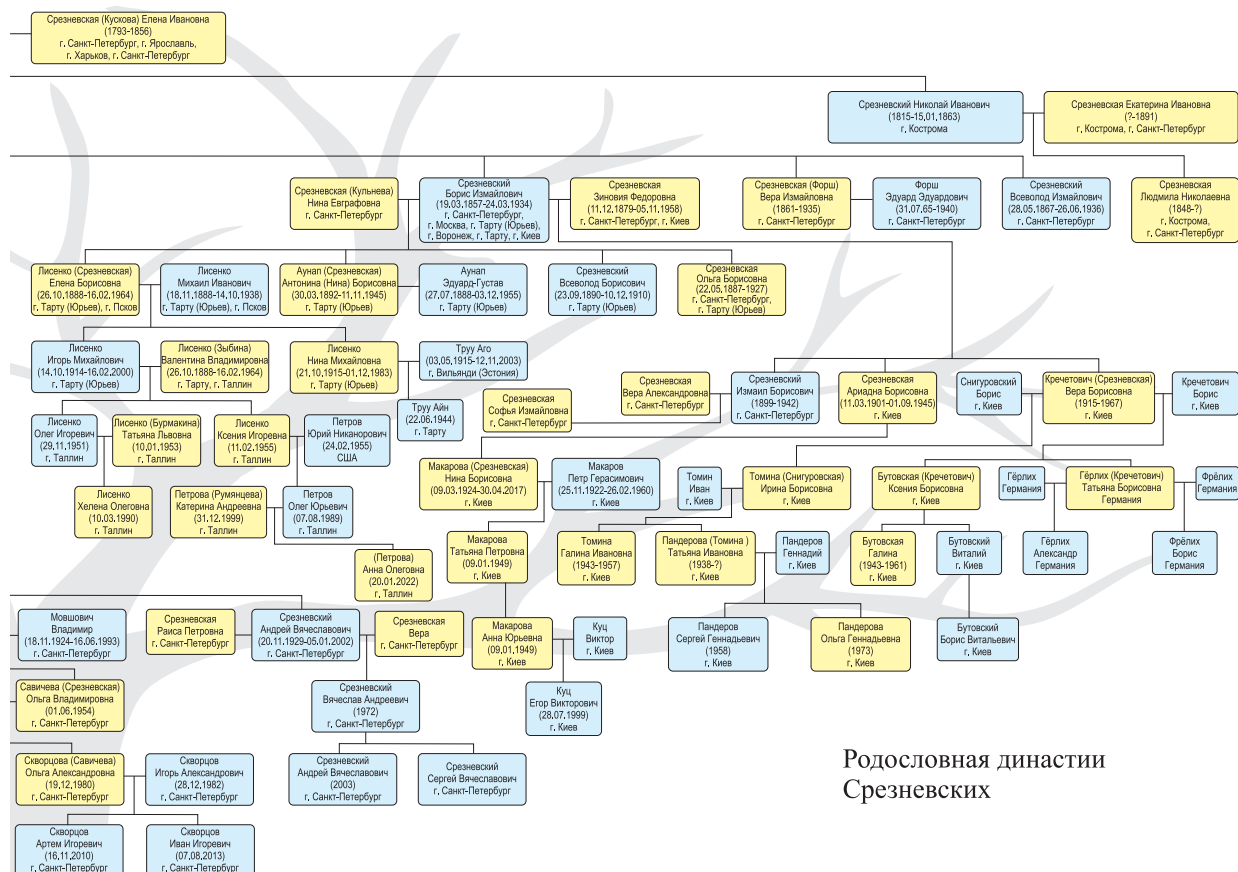 Срезневская (Кускова) Елена Ивановна
(1793-1856)
г. Санкт-Петербург, г. Ярославль,
г. Харьков, г. Санкт-Петербург
Срезневский Николай Иванович
(1815-15.01.1863)
г. Кострома
Срезневская Екатерина Ивановна
(?-1891)
г. Кострома, г. Санкт-Петербург
Срезневская (Кульнева)
Нина Евграфовна
г. Санкт-Петербург
Срезневский
Борис Измайлович
(19.03.1857-24.03.1934)
г. Санкт-Петербург,
г. Москва, г. Тарту (Юрьев),
г. Воронеж, г. Тарту, г. Киев
Срезневская
Зиновия Федоровна
(11.12.1879-05.11.1958)
г. Санкт-Петербург, г. Киев
Срезневская (Форш)
Вера Измайловна
(1861-1935)
г. Санкт-Петербург
Форш
Эдуард Эдуардович
(31.07.65-1940)
г. Санкт-Петербург
Срезневский
Всеволод Измайлович
(28.05.1867-26.06.1936)
г. Санкт-Петербург
Срезневская
Людмила Николаевна
(1848-?)
г. Кострома,
г. Санкт-Петербург
Лисенко (Срезневская)
Елена Борисовна
(26.10.1888-16.02.1964)
г. Тарту (Юрьев), г. Псков
Лисенко
Михаил Иванович
(18.11.1888-14.10.1938)
г. Тарту (Юрьев), г. Псков
Аунап (Срезневская)
Антонина (Нина) Борисовна
(30.03.1892-11.11.1945)
г. Тарту (Юрьев)
Аунап
Эдуард-Густав
(27.07.1888-03.12.1955)
г. Тарту (Юрьев)
Срезневский
Всеволод Борисович
(23.09.1890-10.12.1910)
г. Тарту (Юрьев)
Срезневская
Ольга Борисовна
(22.05.1887-1927)
г. Санкт-Петербург,
г. Тарту (Юрьев)
Лисенко
Игорь Михайлович
(14.10.1914-16.02.2000)
г. Тарту (Юрьев)
Лисенко (Зыбина)
Валентина Владимировна
(26.10.1888-16.02.1964)
г. Тарту, г. Таллин
Лисенко
Нина Михайловна
(21.10.1915-01.12.1983)
г. Тарту (Юрьев)
Труу Аго
(03.05.1915-12.11.2003)
г. Вильянди (Эстония)
Срезневская
Софья Измайловна
г. Санкт-Петербург
Срезневская
Вера Александровна
г. Санкт-Петербург
Срезневский
Измаил Борисович
(1899-1942)
г. Санкт-Петербург
Срезневская
Ариадна Борисовна
(11.03.1901-01.09.1945)
г. Киев
Снигуровский
Борис
г. Киев
Кречетович (Срезневская)
Вера Борисовна
(1915-1967)
г. Киев
Кречетович
Борис
г. Киев
Лисенко
Олег Игоревич
(29.11.1951)
г. Таллин
Лисенко (Бурмакина)
Татьяна Львовна
(10.01.1953)
г. Таллин
Лисенко
Ксения Игоревна
(11.02.1955)
г. Таллин
Петров
Юрий Никанорович
(24.02.1955)
США
Труу Айн
(22.06.1944)
г. Тарту
Макарова (Срезневская)
Нина Борисовна
(09.03.1924-30.04.2017)
г. Киев
Макаров
Петр Герасимович
(25.11.1922-26.02.1960)
г. Киев
Томин
Иван
г. Киев
Томина (Снигуровская)
Ирина Борисовна
г. Киев
Бутовская (Кречетович)
Ксения Борисовна
г. Киев
Гёрлих
Германия
Гёрлих (Кречетович)
Татьяна Борисовна
Германия
Фрёлих
Германия
Лисенко
Хелена Олеговна
(10.03.1990)
г. Таллин
Петрова (Румянцева)
Катерина Андреевна
(31.12.1999)
г. Таллин
Петров
Олег Юрьевич
(07.08.1989)
г. Таллин
(Петрова)
Анна Олеговна
(20.01.2022)
г. Таллин
Макарова
Татьяна Петровна
(09.01.1949)
г. Киев
Томина
Галина Ивановна
(1943-1957)
г. Киев
Пандерова (Томина )
Татьяна Ивановна
(1938-?)
г. Киев
Пандеров
Геннадий
г. Киев
Бутовская
Галина
(1943-1961)
г. Киев
Бутовский
Виталий
г. Киев
Гёрлих
Александр
Германия
Фрёлих
Борис
Германия
Мовшович
Владимир
(18.11.1924-16.06.1993)
г. Санкт-Петербург
Срезневская
Раиса Петровна
г. Санкт-Петербург
Срезневский
Андрей Вячеславович
(20.11.1929-05.01.2002)
г. Санкт-Петербург
Срезневская
Вера
г. Санкт-Петербург
Макарова
Анна Юрьевна
(09.01.1949)
г. Киев
Куц
Виктор
г. Киев
Пандеров
Сергей Геннадьевич
(1958)
г. Киев
Пандерова
Ольга Геннадьевна
(1973)
г. Киев
Бутовский
Борис Витальевич
г. Киев
Савичева (Срезневская)
Ольга Владимировна
(01.06.1954)
г. Санкт-Петербург
Срезневский
Вячеслав Андреевич
(1972)
г. Санкт-Петербург
Куц
Егор Викторович
(28.07.1999)
г. Киев
Скворцова (Савичева)
Ольга Александровна
(19.12.1980)
г. Санкт-Петербург
Скворцов
Игорь Александрович
(28.12.1982)
г. Санкт-Петербург
Срезневский
Андрей Вячеславович
(2003)
г. Санкт-Петербург
Срезневский
Сергей Вячеславович
г. Санкт-Петербург
Родословная династии
Срезневских
Скворцов
Артем Игоревич
(16.11.2010)
г. Санкт-Петербург
Скворцов
Иван Игоревич
(07.08.2013)
г. Санкт-Петербург